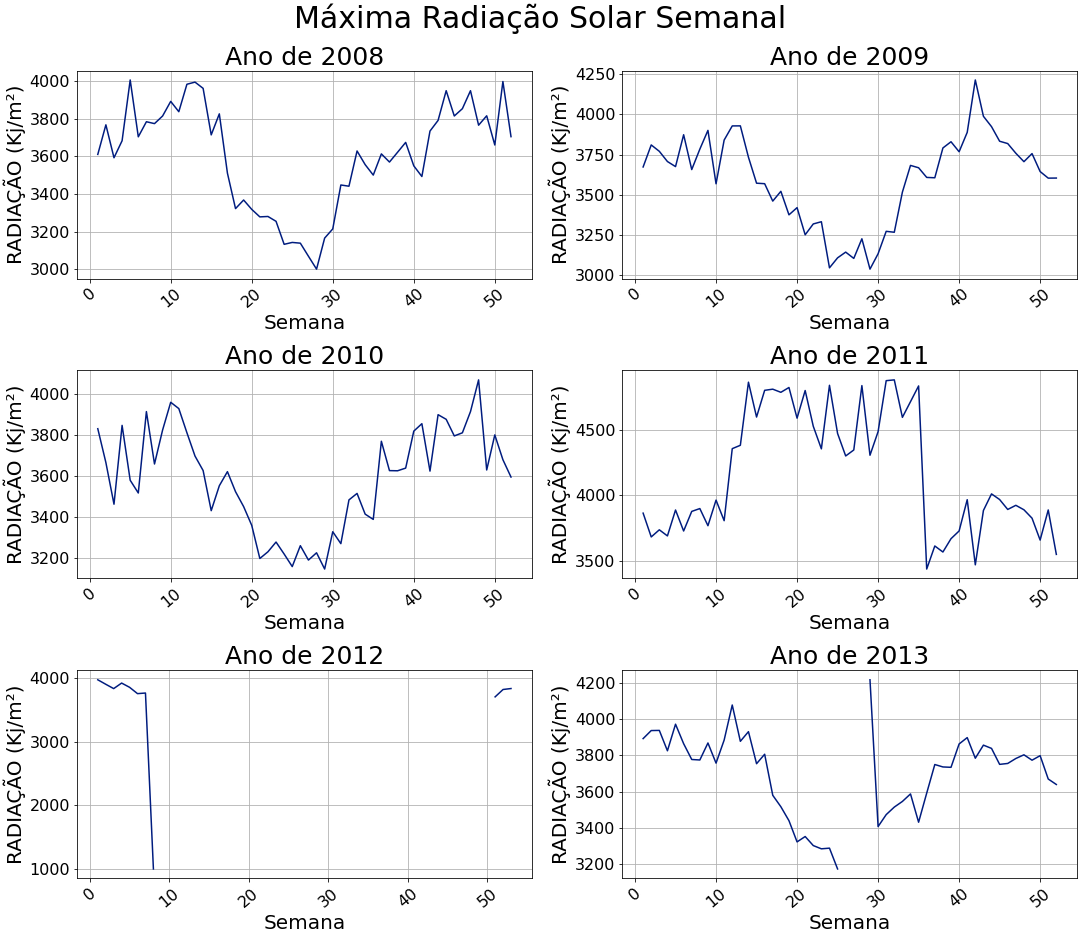 Máxima Radiação Solar Semanal
Ano de 2008
RADIAÇÃO (Kj/m²)
4000
3800
3600
3400
3200
3000
0 10 20 30 40 50
Semana
Ano de 2009
RADIAÇÃO (Kj/m²)
4250
4000
3750
3500
3250
3000
0 10 20 30 40 50
Semana
Ano de 2010
RADIAÇÃO (Kj/m²)
4000
3800
3600
3400
3200
0 10 20 30 40 50
Semana
Ano de 2011
RADIAÇÃO (Kj/m²)
4500
4000
3500
0 10 20 30 40 50
Semana
Ano de 2012
RADIAÇÃO (Kj/m²)
4000
3000
2000
1000
0 10 20 30 40 50
Semana
Ano de 2013
RADIAÇÃO (Kj/m²)
4200
4000
3800
3600
3400
3200
0 10 20 30 40 50
Semana